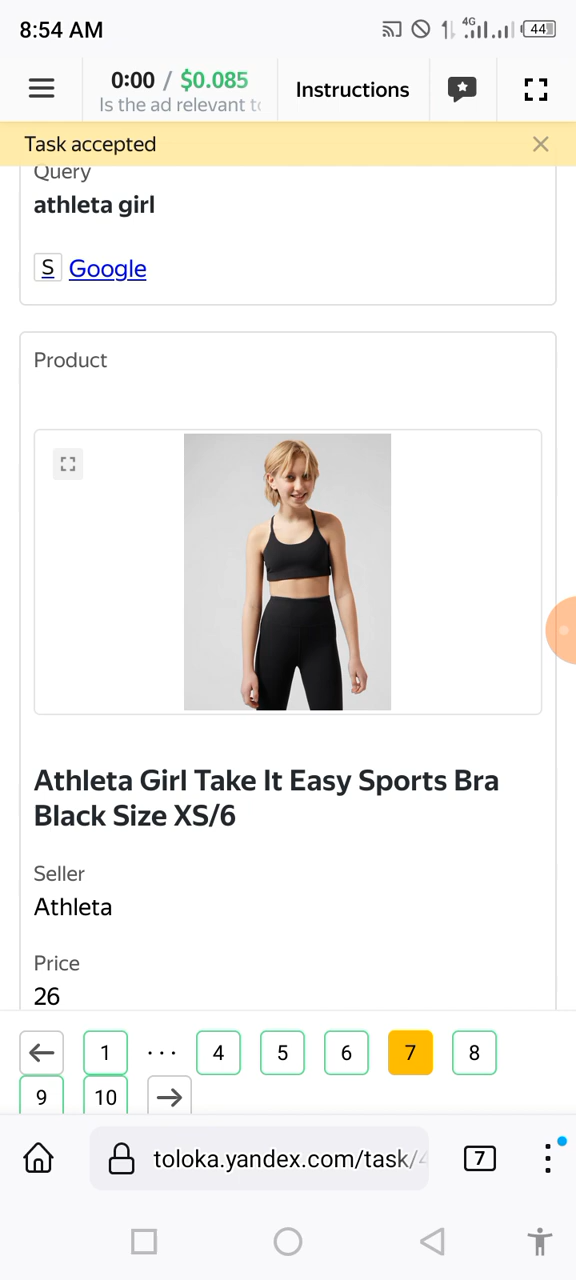 8:54 AM
4G
44
0:00 / $0.085
Is the ad relevant to
Instructions
Task accepted
Query
athleta girl
S Google
Product
Athleta Girl Take It Easy Sports Bra
Black Size XS/6
Seller
Athleta
Price
26
1 ... 4 5 6 7 8
9 10
toloka.yandex.com/task/4
7